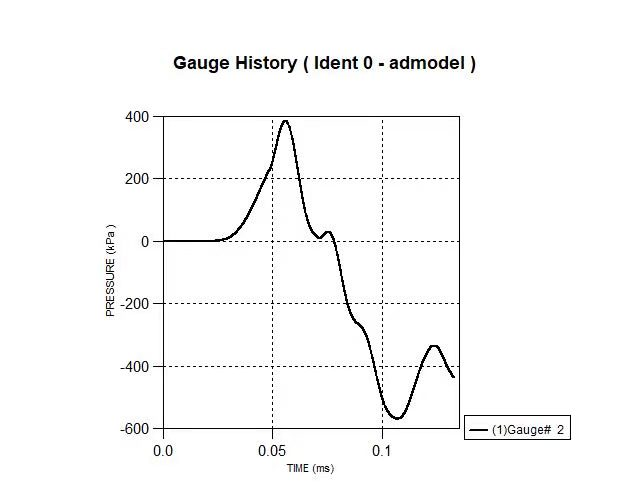 Gauge History ( Ident 0 - admodel )
400
200
0
-200
-400
-600
PRESSURE (kPa )
0.0
0.05
0.1
TIME (ms)
(1)Gauge# 2